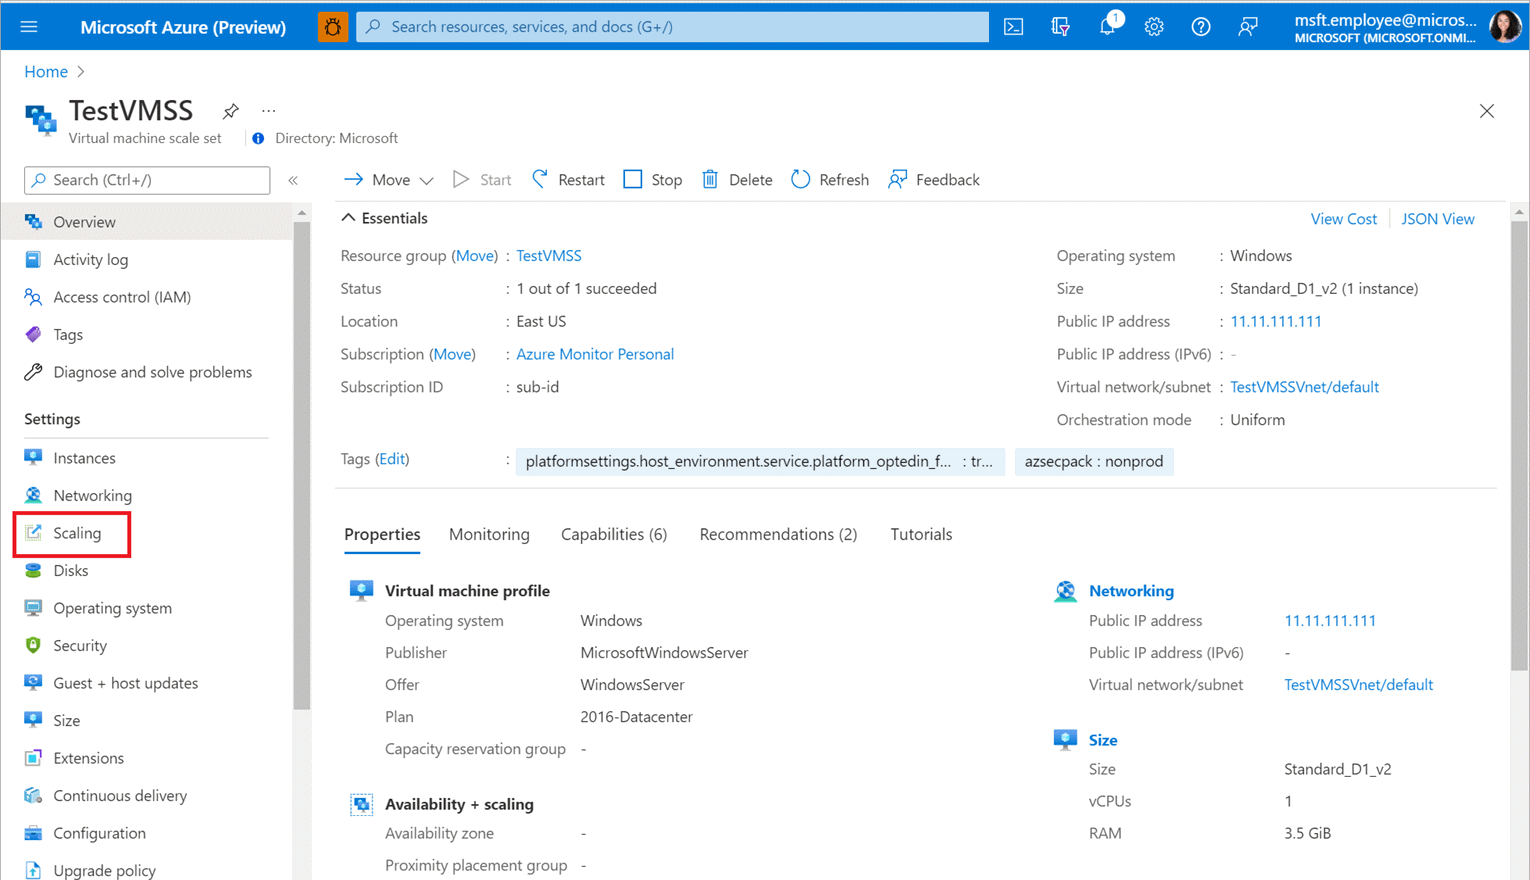 Microsoft Azure (Preview)
Search resources, services, and docs (G+/)
1
msft.employee@micros...
MICROSOFT (MICROSOFT.ONMI...
Home
TestVMSS
...
Virtual machine scale set
Directory: Microsoft
Search (Ctrl+/)
«
Move
Start
Restart
Stop
Delete
Refresh
Feedback
Overview
Activity log
Access control (IAM)
Tags
Diagnose and solve problems
Settings
Instances
Networking
Scaling
Disks
Operating system
Security
Guest + host updates
Size
Extensions
Continuous delivery
Configuration
Upgrade policy
Essentials
View Cost
JSON View
Resource group (Move) : TestVMSS
Status : 1 out of 1 succeeded
Location : East US
Subscription (Move) : Azure Monitor Personal
Subscription ID : sub-id
Operating system : Windows
Size : Standard_D1_v2 (1 instance)
Public IP address : 11.11.111.111
Public IP address (IPv6) : -
Virtual network/subnet : TestVMSSVnet/default
Orchestration mode : Uniform
Tags (Edit) : platformsettings.host_environment.service.platform_optedin_f... : tr... azsecpack : nonprod
Properties Monitoring Capabilities (6) Recommendations (2) Tutorials
Virtual machine profile
Operating system Windows
Publisher MicrosoftWindowsServer
Offer WindowsServer
Plan 2016-Datacenter
Capacity reservation group -
Availability + scaling
Availability zone -
Proximity placement group -
Networking
Public IP address 11.11.111.111
Public IP address (IPv6) -
Virtual network/subnet TestVMSSVnet/default
Size
Size Standard_D1_v2
vCPUs 1
RAM 3.5 GiB